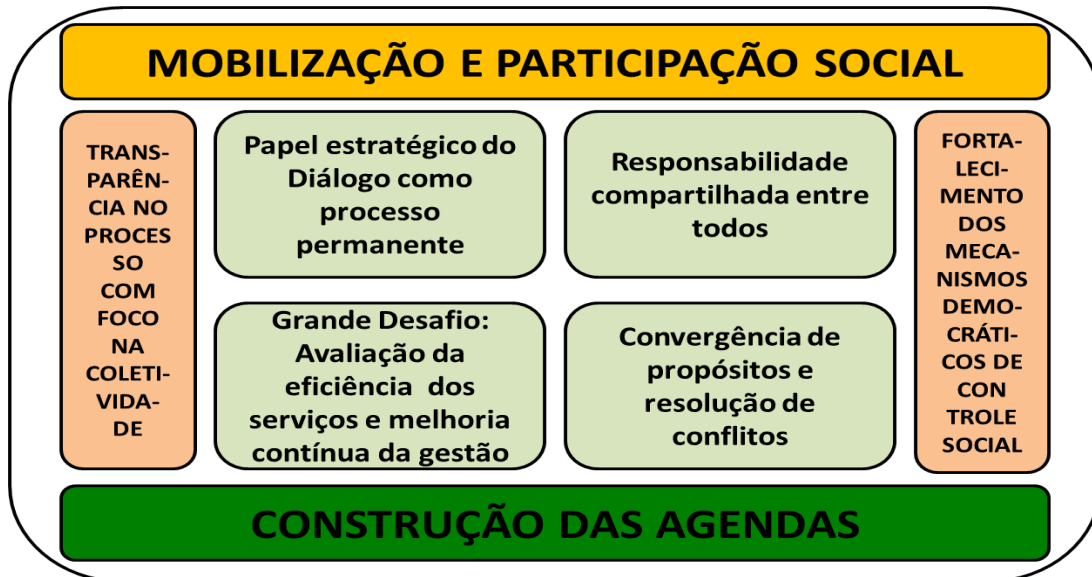 MOBILIZAÇÃO E PARTICIPAÇÃO SOCIAL
TRANS-
PARÊN-
CIA NO
PROCES
SO
COM
FOCO
NA
COLETI-
VIDA-
DE
Papel estratégico do
Diálogo como
processo
permanente
Responsabilidade
compartilhada entre
todos
Grande Desafio:
Avaliação da
eficiência dos
serviços e melhoria
contínua da gestão
Convergência de
propósitos e
resolução de
conflitos
FORTA-
LECI-
MENTO
DOS
MECA-
NISMOS
DEMO-
CRÁTI-
COS DE
CON
TROLE
SOCIAL
CONSTRUÇÃO DAS AGENDAS